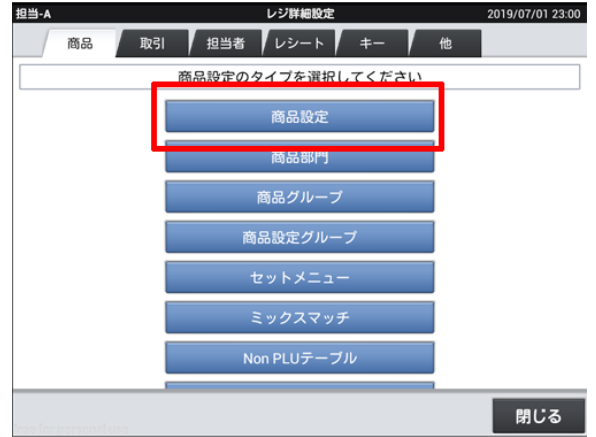 担当-A レジ詳細設定 2019/07/01 23:00
商品 取引 担当者 レシート キー 他
商品設定のタイプを選択してください
商品設定
商品部門
商品グループ
商品設定グループ
セットメニュー
ミックスマッチ
Non PLUテーブル
閉じる